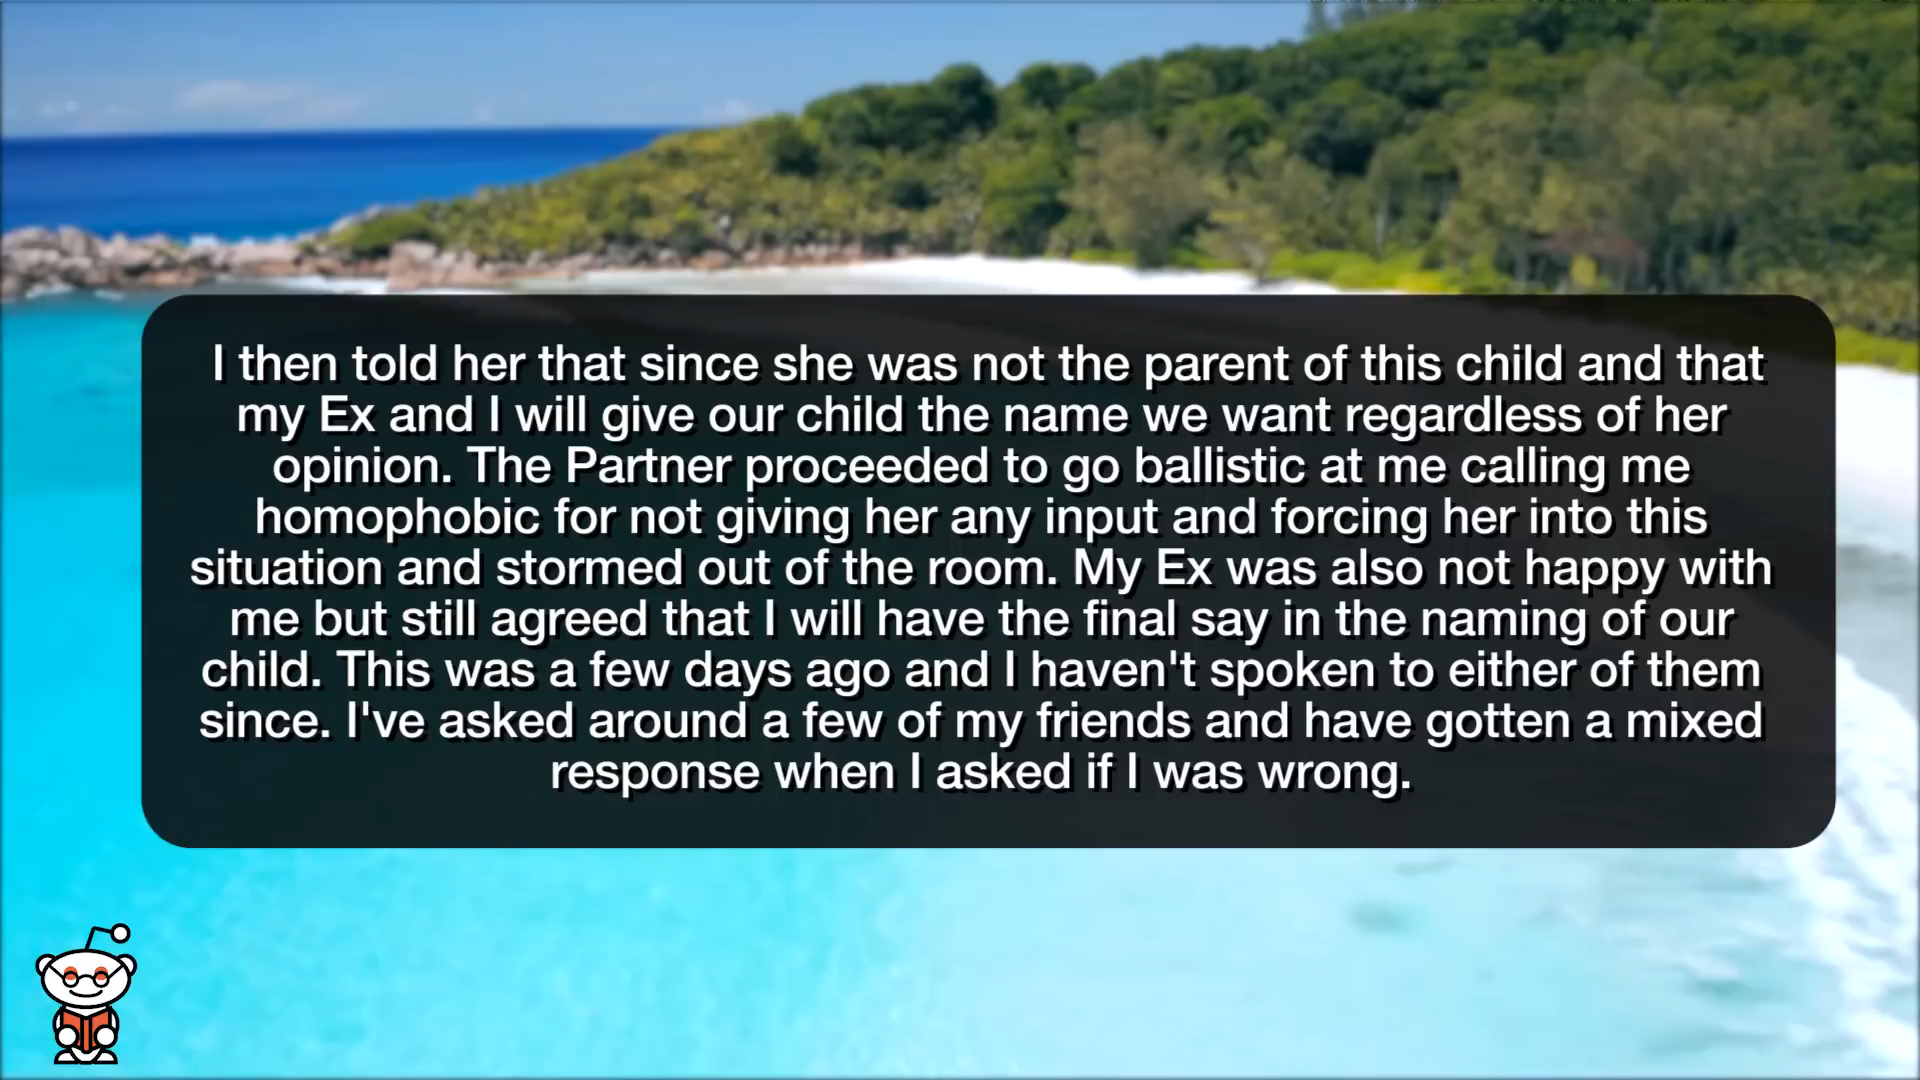 I then told her that since she was not the parent of this child and that
my Ex and I will give our child the name we want regardless of her
opinion. The Partner proceeded to go ballistic at me calling me
homophobic for not giving her any input and forcing her into this
situation and stormed out of the room. My Ex was also not happy with
me but still agreed that I will have the final say in the naming of our
child. This was a few days ago and I haven't spoken to either of them
since. I've asked around a few of my friends and have gotten a mixed
response when I asked if I was wrong.